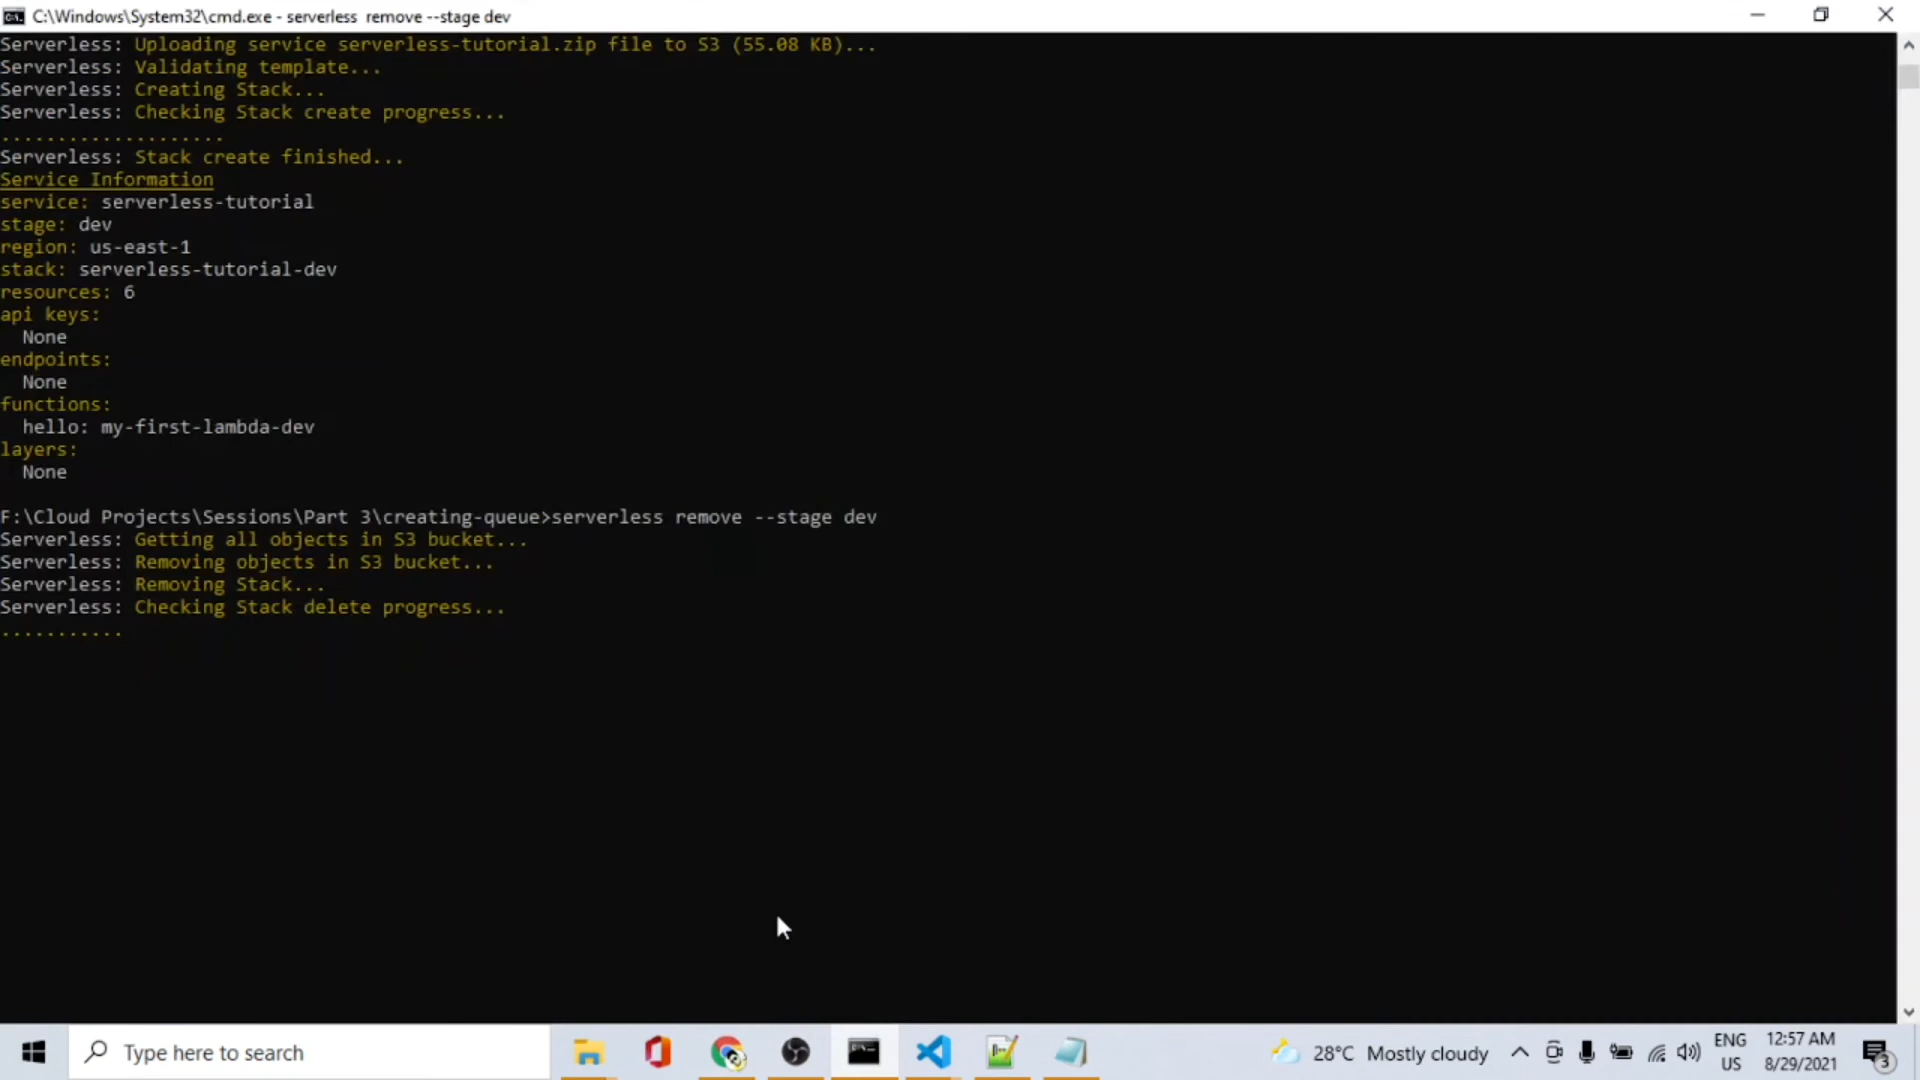 C:\Windows\System32\cmd.exe - serverless  remove --stage dev
Serverless: Uploading service serverless-tutorial.zip file to S3 (55.08 KB)...
Serverless: Validating template...
Serverless: Creating Stack...
Serverless: Checking Stack create progress...
....................
Serverless: Stack create finished...
Service Information
service: serverless-tutorial
stage: dev
region: us-east-1
stack: serverless-tutorial-dev
resources: 6
api keys:
  None
endpoints:
  None
functions:
  hello: my-first-lambda-dev
layers:
  None
F:\Cloud Projects\Sessions\Part 3\creating-queue>serverless remove --stage dev
Serverless: Getting all objects in S3 bucket...
Serverless: Removing objects in S3 bucket...
Serverless: Removing Stack...
Serverless: Checking Stack delete progress...
...........
Type here to search
28°C  Mostly cloudy
ENG
US
12:57 AM
8/29/2021
3